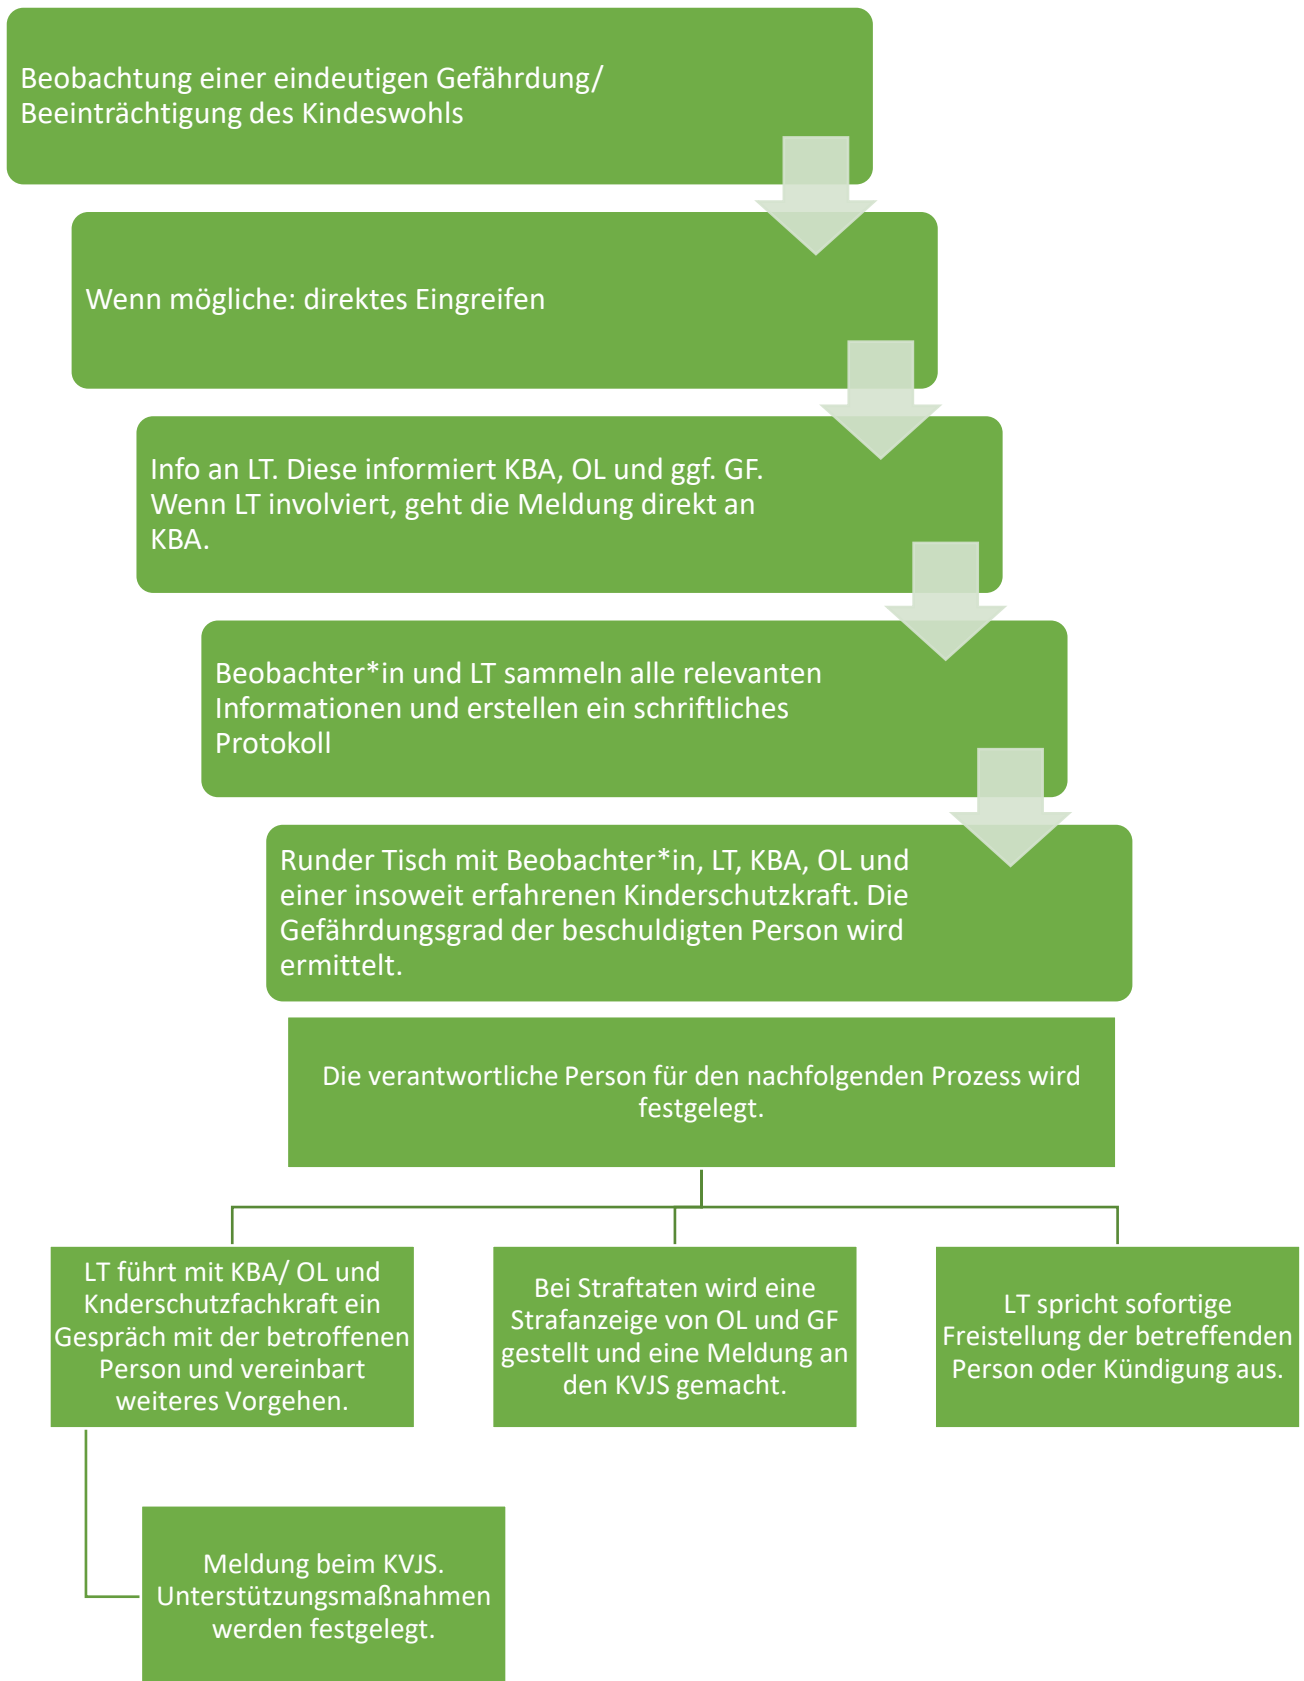 Beobachtung einer eindeutigen Gefährdung/
Beeinträchtigung des Kindeswohls
Wenn mögliche: direktes Eingreifen
Info an LT. Diese informiert KBA, OL und ggf. GF.
Wenn LT involviert, geht die Meldung direkt an
KBA.
Beobachter*in und LT sammeln alle relevanten
Informationen und erstellen ein schriftliches
Protokoll
Runder Tisch mit Beobachter*in, LT, KBA, OL und
einer insoweit erfahrenen Kinderschutzkraft. Die
Gefährdungsgrad der beschuldigten Person wird
ermittelt.
Die verantwortliche Person für den nachfolgenden Prozess wird
festgelegt.
LT führt mit KBA/ OL und
Knderschutzfachkraft ein
Gespräch mit der betroffenen
Person und vereinbart
weiteres Vorgehen.
Bei Straftaten wird eine
Strafanzeige von OL und GF
gestellt und eine Meldung an
den KVJS gemacht.
LT spricht sofortige
Freistellung der betreffenden
Person oder Kündigung aus.
Meldung beim KVJS.
Unterstützungsmaßnahmen
werden festgelegt.